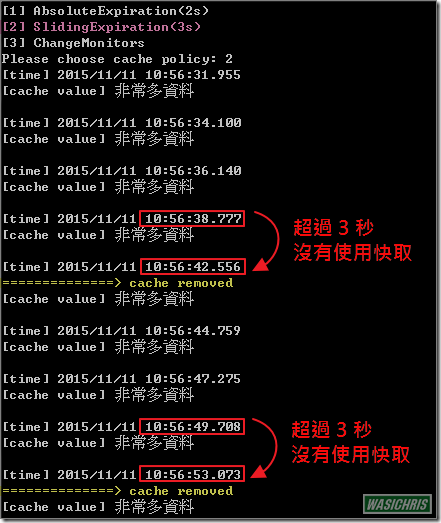 [1] AbsoluteExpiration(2s)
[2] SlidingExpiration(3s)
[3] ChangeMonitors
Please choose cache policy: 2
[time] 2015/11/11 10:56:31.955
[cache value] 非常多資料
[time] 2015/11/11 10:56:34.100
[cache value] 非常多資料
[time] 2015/11/11 10:56:36.140
[cache value] 非常多資料
[time] 2015/11/11 10:56:38.777
[cache value] 非常多資料
超過 3 秒
沒有使用快取
[time] 2015/11/11 10:56:42.556
==============> cache removed
[cache value] 非常多資料
[time] 2015/11/11 10:56:44.759
[cache value] 非常多資料
[time] 2015/11/11 10:56:47.275
[cache value] 非常多資料
[time] 2015/11/11 10:56:49.708
[cache value] 非常多資料
超過 3 秒
沒有使用快取
[time] 2015/11/11 10:56:53.073
==============> cache removed
[cache value] 非常多資料
WASICHRIS